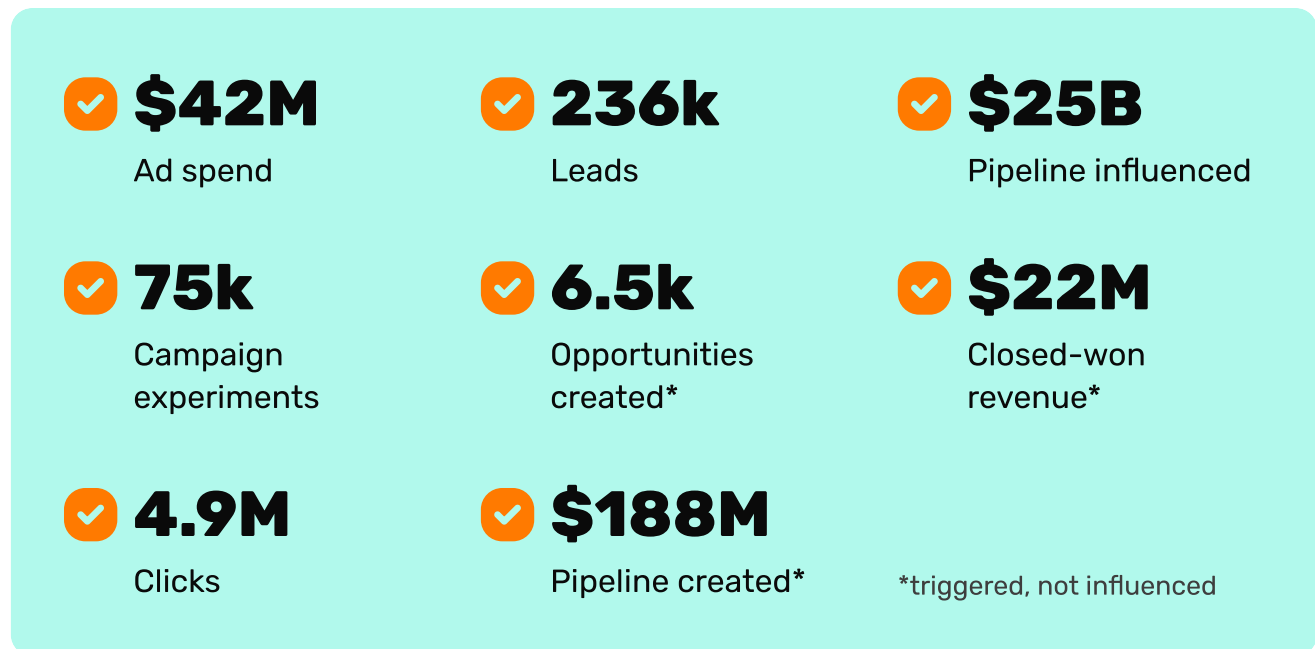 $42M
Ad spend
236k
Leads
$25B
Pipeline influenced
75k
Campaign
experiments
6.5k
Opportunities
created*
$22M
Closed-won
revenue*
4.9M
Clicks
$188M
Pipeline created*
*triggered, not influenced